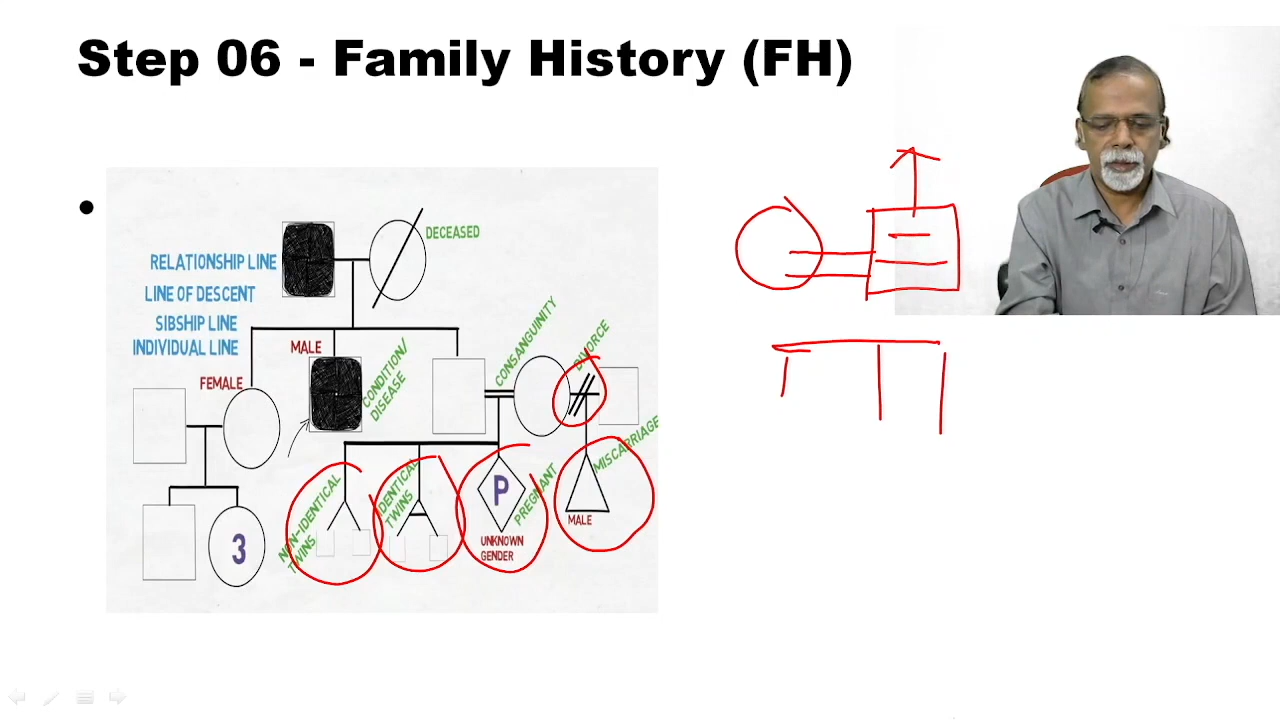 Step 06 - Family History (FH)
DECEASED
RELATIONSHIP LINE
LINE OF DESCENT
SIBSHIP LINE
INDIVIDUAL LINE
MALE
FEMALE
CONDITION/
DISEASE
CONSANGUINITY
DIVORCE
MISCARRIAGE
NON-IDENTICAL
TWINS
IDENTICAL
TWINS
P
PREGNANT
UNKNOWN
GENDER
MALE
3